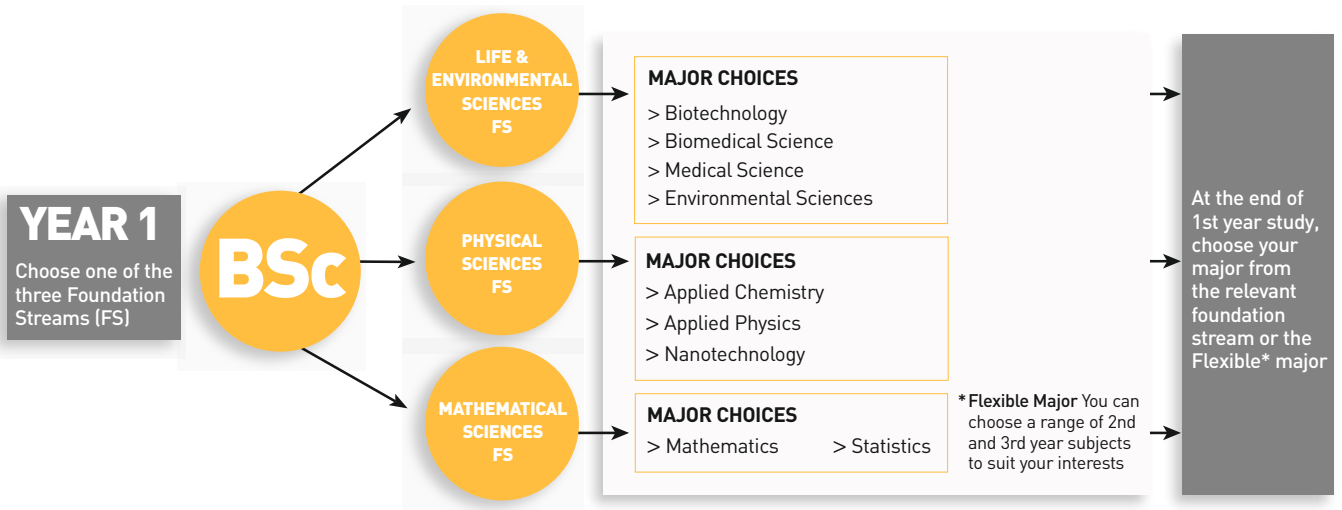 YEAR 1
Choose one of the
three Foundation
Streams (FS)
BSc
LIFE &
ENVIRONMENTAL
SCIENCES
FS
PHYSICAL
SCIENCES
FS
MATHEMATICAL
SCIENCES
FS
MAJOR CHOICES
> Biotechnology
> Biomedical Science
> Medical Science
> Environmental Sciences
MAJOR CHOICES
> Applied Chemistry
> Applied Physics
> Nanotechnology
MAJOR CHOICES
> Mathematics > Statistics
*Flexible Major You can
choose a range of 2nd
and 3rd year subjects
to suit your interests
At the end of
1st year study,
choose your
major from
the relevant
foundation
stream or the
Flexible* major